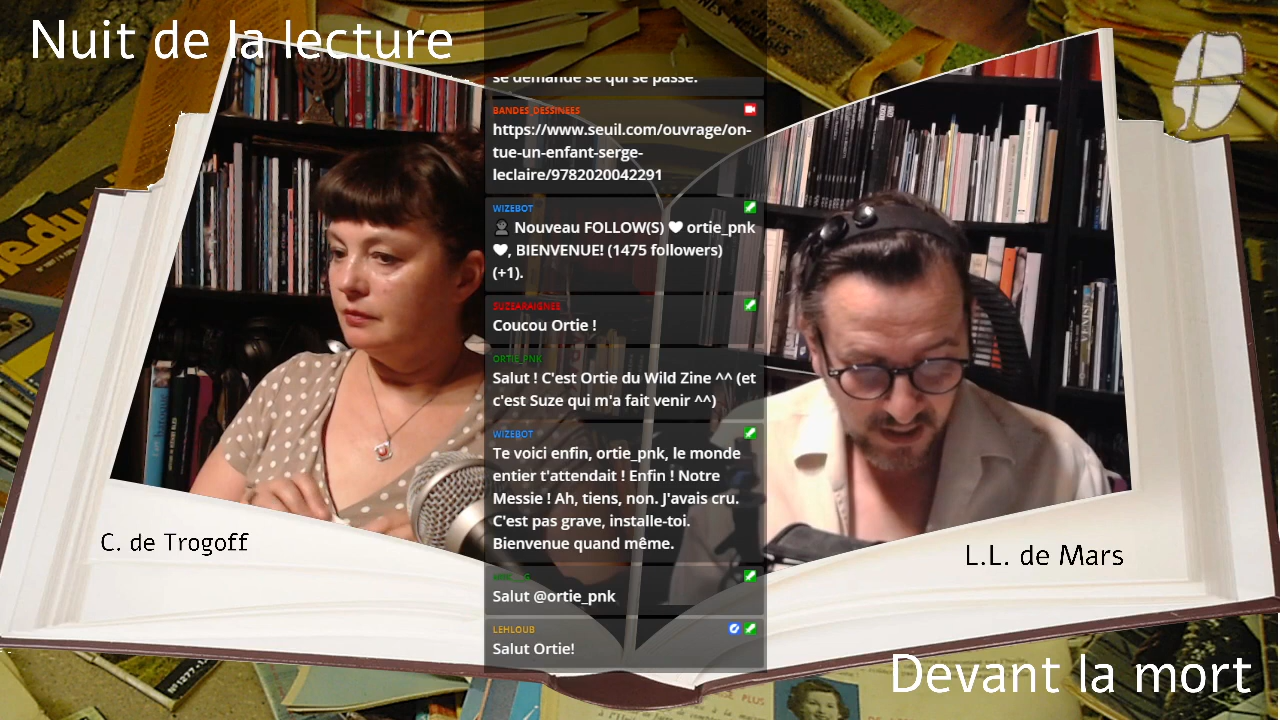 Nuit de la lecture
se demande se qui se passe.
BANDES_DESSINEES
https://www.seuil.com/ouvrage/on-
tue-un-enfant-serge-
leclaire/9782020042291
WIZEBOT
Nouveau FOLLOW(S) ♥ ortie_pnk
♥, BIENVENUE! (1475 followers)
(+1).
SUZEARAIGNEE
Coucou Ortie !
ORTIE_PNK
Salut ! C'est Ortie du Wild Zine ^^ (et
c'est Suze qui m'a fait venir ^^)
WIZEBOT
Te voici enfin, ortie_pnk, le monde
entier t'attendait ! Enfin ! Notre
Messie ! Ah, tiens, non. J'avais cru.
C'est pas grave, installe-toi.
Bienvenue quand même.
Salut @ortie_pnk
LEHLOUB
Salut Ortie!
C. de Trogoff
L.L. de Mars
Devant la mort